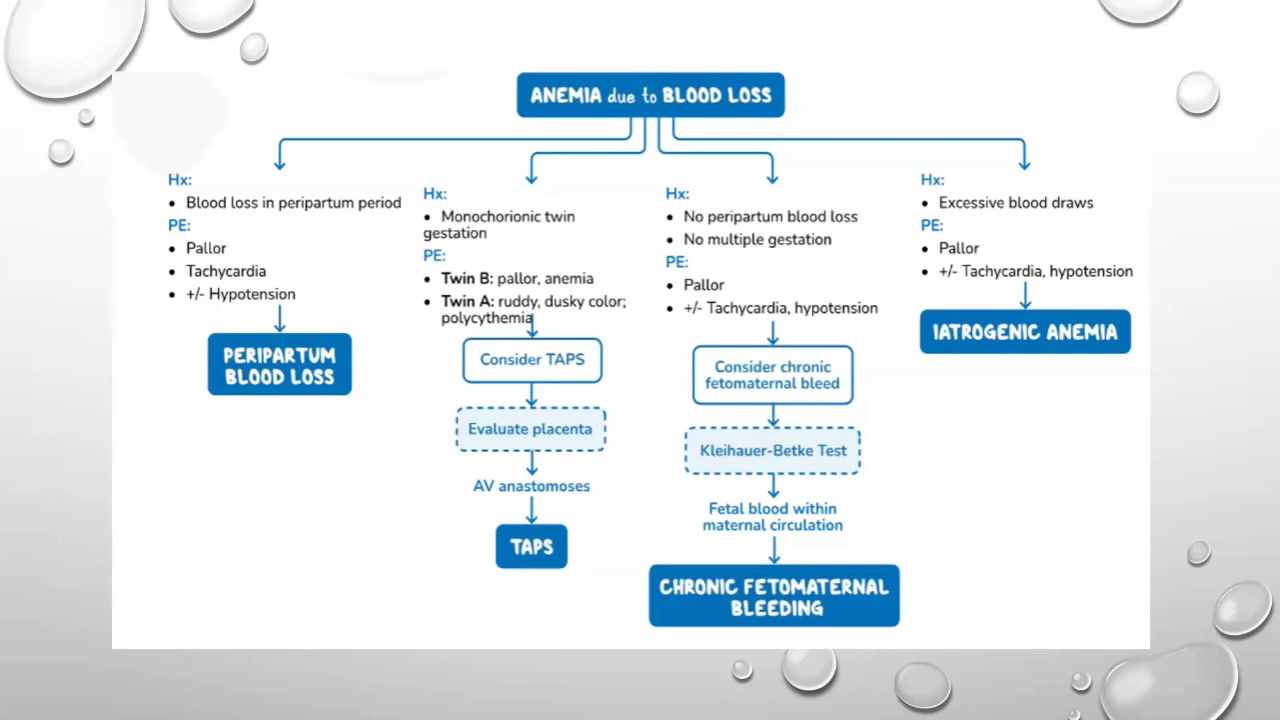 ANEMIA due to BLOOD LOSS
Hx:
• Blood loss in peripartum period
PE:
• Pallor
• Tachycardia
• +/- Hypotension
PERIPARTUM
BLOOD LOSS
Hx:
• Monochorionic twin
gestation
PE:
• Twin B: pallor, anemia
• Twin A: ruddy, dusky color;
polycythemia
Consider TAPS
Evaluate placenta
AV anastomoses
TAPS
Hx:
• No peripartum blood loss
• No multiple gestation
PE:
• Pallor
• +/- Tachycardia, hypotension
Consider chronic
fetomaternal bleed
Kleihauer-Betke Test
Fetal blood within
maternal circulation
CHRONIC FETOMATERNAL
BLEEDING
Hx:
• Excessive blood draws
PE:
• Pallor
• +/- Tachycardia, hypotension
IATROGENIC ANEMIA